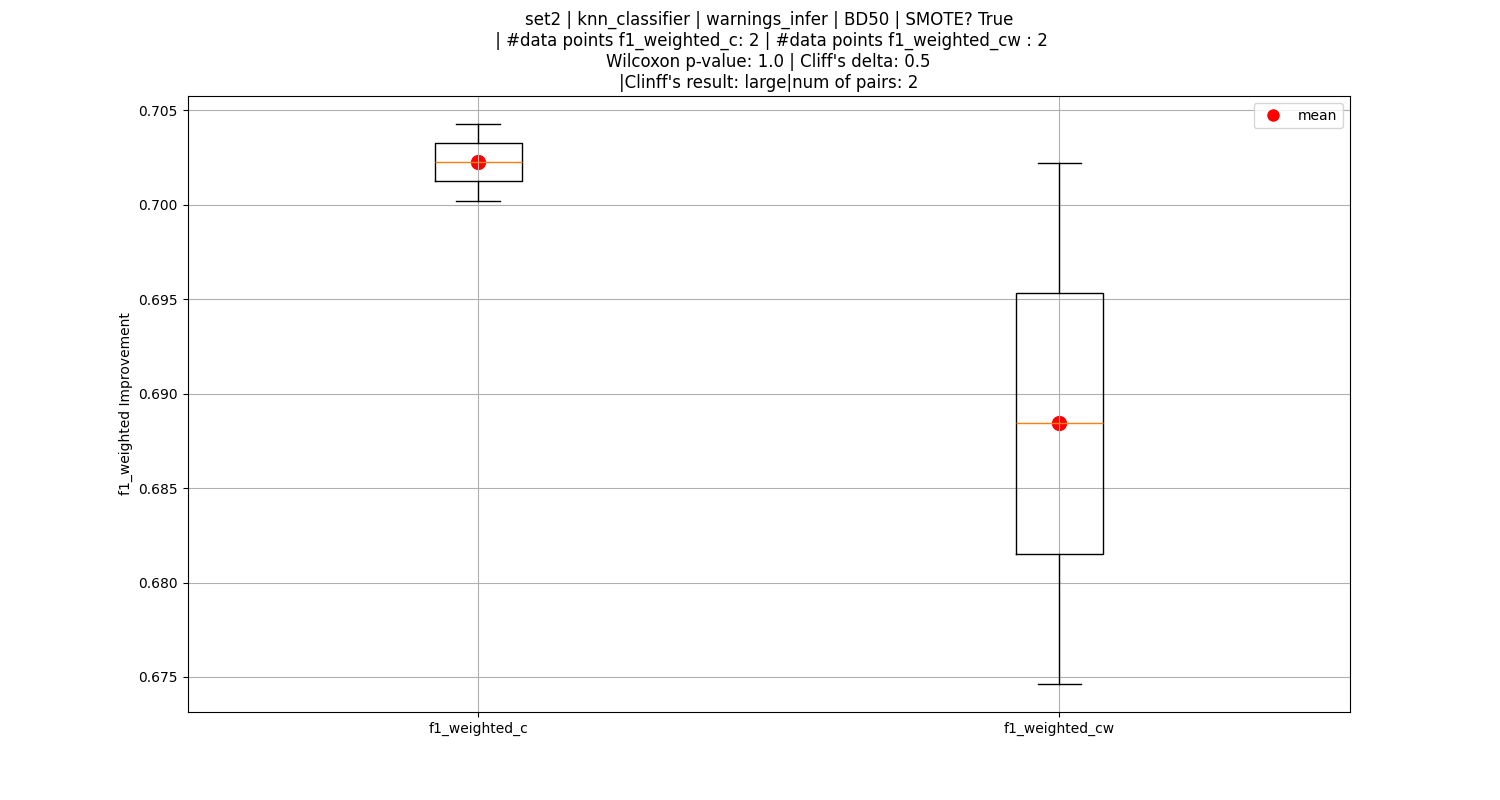 set2 | knn_classifier | warnings_infer | BD50 | SMOTE? True
| #data points f1_weighted_c: 2 | #data points f1_weighted_cw : 2
Wilcoxon p-value: 1.0 | Cliff's delta: 0.5
|Clinff's result: large|num of pairs: 2
mean
0.705
0.700
0.695
0.690
0.685
0.680
0.675
f1_weighted Improvement
f1_weighted_c
f1_weighted_cw